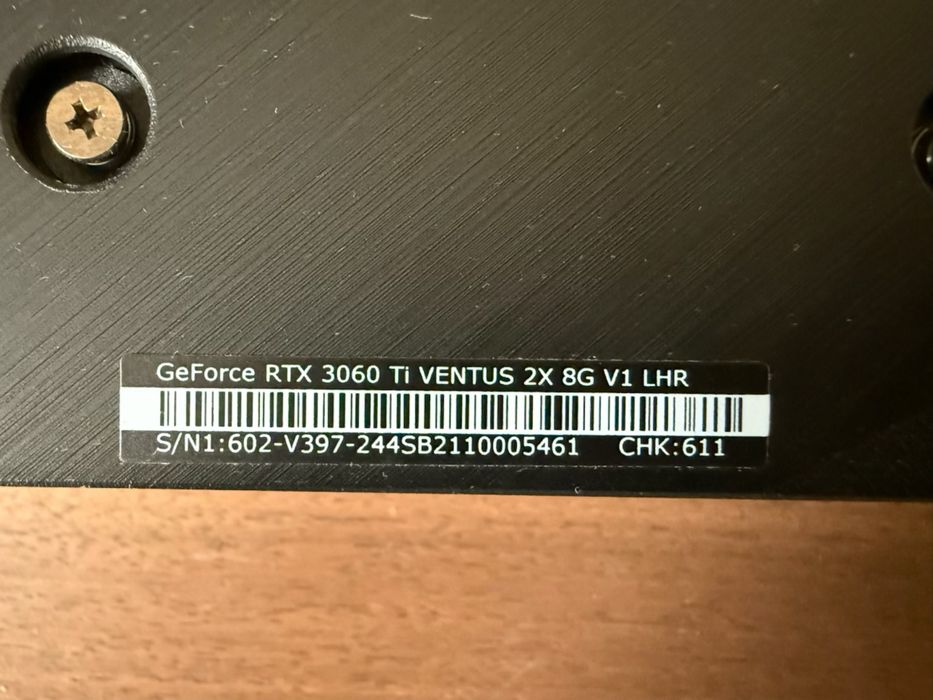 GeForce RTX 3060 Ti VENTUS 2X 8G V1 LHR
S/N1:602-V397-244SB2110005461 CHK:611